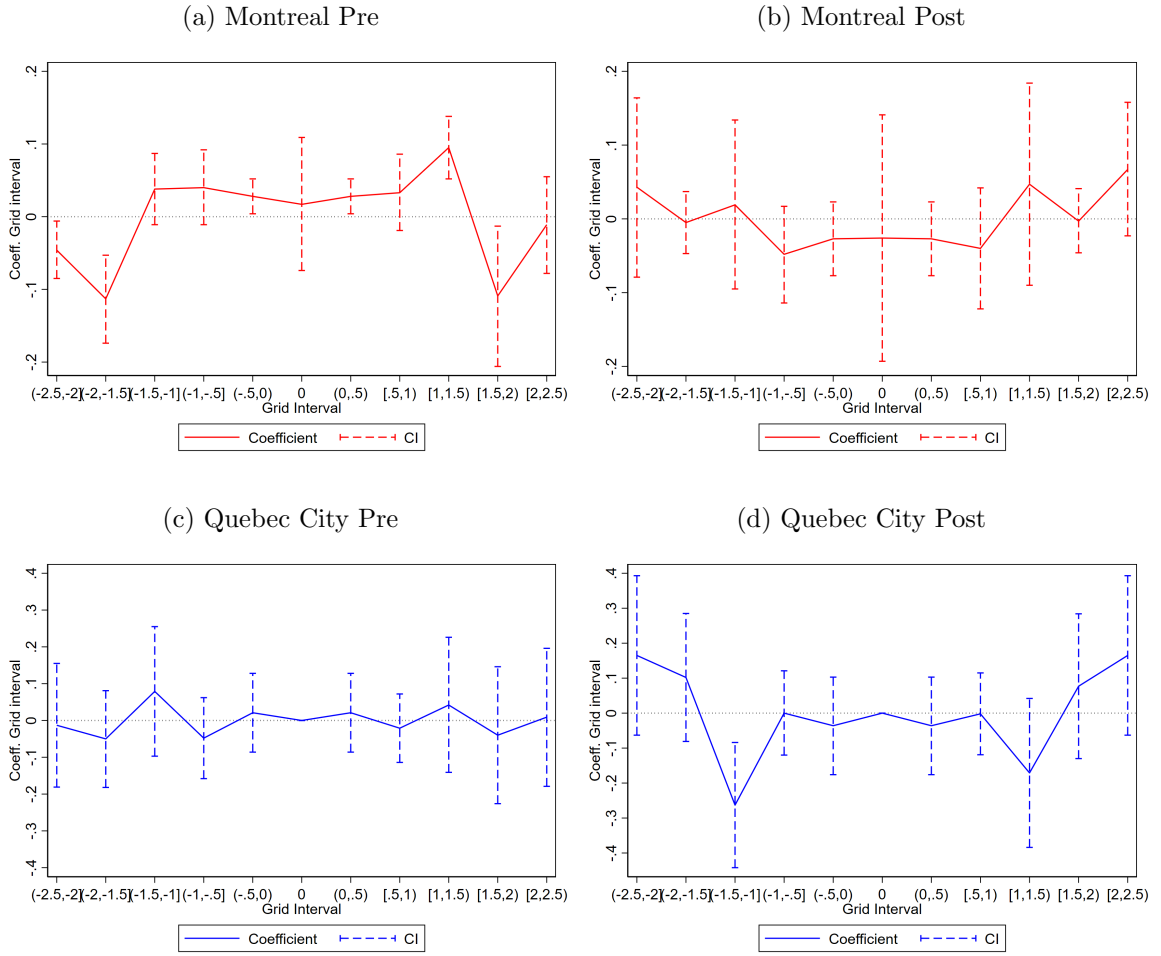 (a) Montreal Pre
(b) Montreal Post
Coeff. Grid interval
-.2 -.1 0 .1 .2
(-2.5,-2] (-2,-1.5] (-1.5,-1] (-1,-.5] (-.5,0) 0 (0,.5) [.5,1) [1,1.5) [1.5,2) [2,2.5)
Grid Interval
Coefficient CI
Coeff. Grid interval
-.2 -.1 0 .1 .2
(-2.5,-2] (-2,-1.5] (-1.5,-1] (-1,-.5] (-.5,0) 0 (0,.5) [.5,1) [1,1.5) [1.5,2) [2,2.5)
Grid Interval
Coefficient CI
(c) Quebec City Pre
(d) Quebec City Post
Coeff. Grid interval
-.4 -.3 -.2 -.1 0 .1 .2 .3 .4
(-2.5,-2] (-2,-1.5] (-1.5,-1] (-1,-.5] (-.5,0) 0 (0,.5) [.5,1) [1,1.5) [1.5,2) [2,2.5)
Grid Interval
Coefficient CI
Coeff. Grid interval
-.4 -.3 -.2 -.1 0 .1 .2 .3 .4
(-2.5,-2] (-2,-1.5] (-1.5,-1] (-1,-.5] (-.5,0) 0 (0,.5) [.5,1) [1,1.5) [1.5,2) [2,2.5)
Grid Interval
Coefficient CI